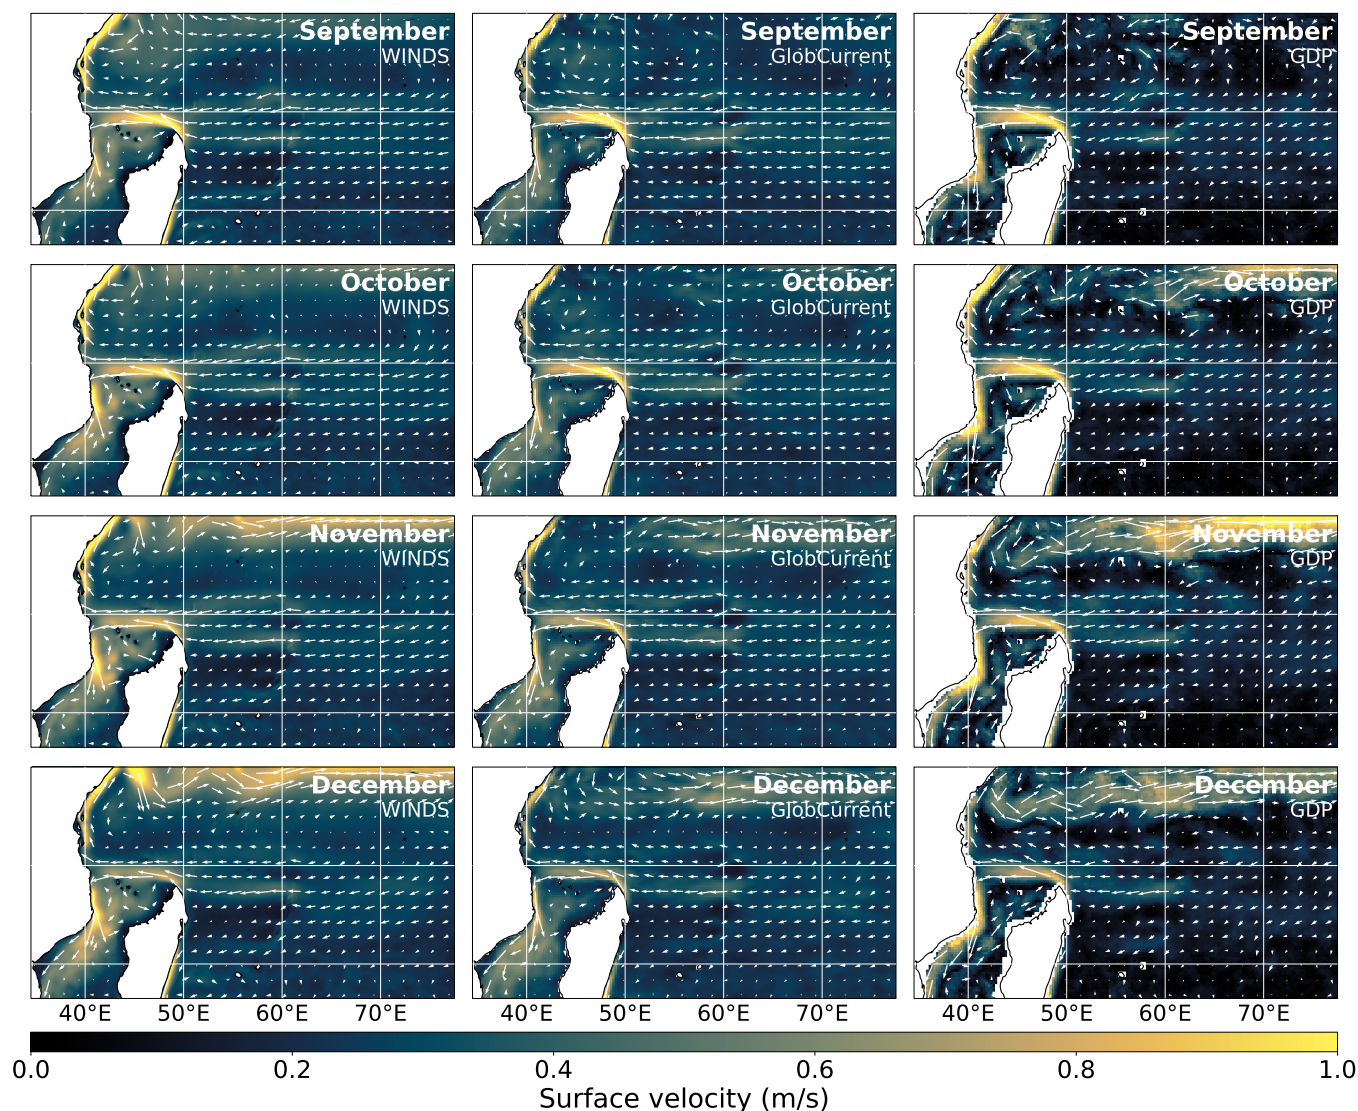 September
WINDS
September
GlobCurrent
September
GDP
October
WINDS
October
GlobCurrent
October
GDP
November
WINDS
November
GlobCurrent
November
GDP
December
WINDS
December
GlobCurrent
December
GDP
40°E 50°E 60°E 70°E 40°E 50°E 60°E 70°E 40°E 50°E 60°E 70°E
0.0 0.2 0.4 0.6 0.8 1.0
Surface velocity (m/s)